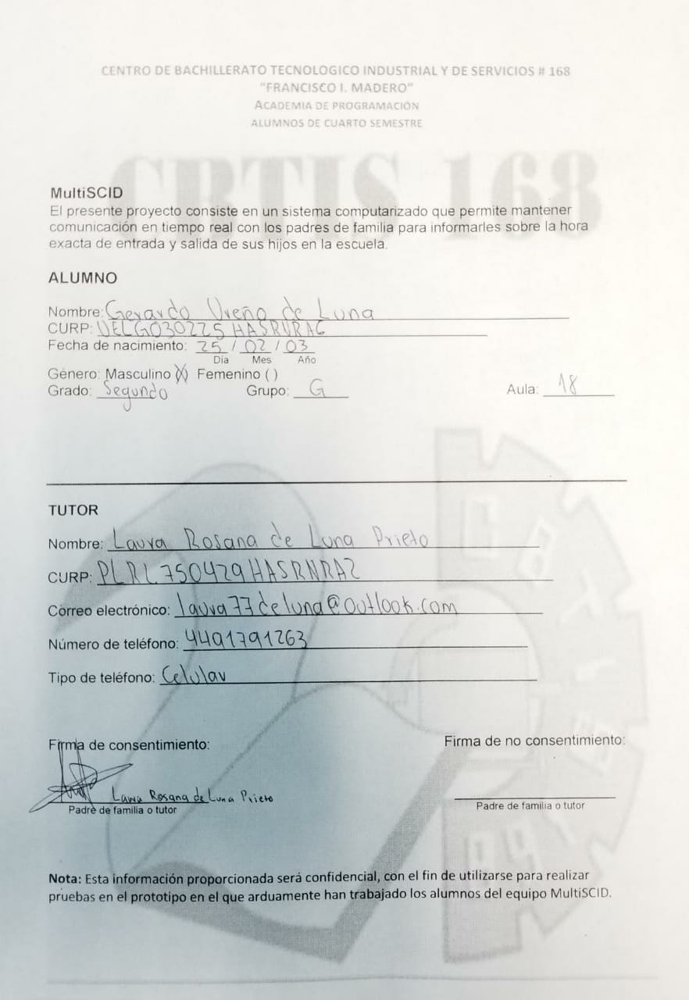 CENTRO DE BACHILLERATO TECNOLOGICO INDUSTRIAL Y DE SERVICIOS # 168
"FRANCISCO I. MADERO"
ACADEMIA DE PROGRAMACIÓN
ALUMNOS DE CUARTO SEMESTRE
CBTIS 168
MultiSCID
El presente proyecto consiste en un sistema computarizado que permite mantener
comunicación en tiempo real con los padres de familia para informarles sobre la hora
exacta de entrada y salida de sus hijos en la escuela.
ALUMNO
Nombre: Gerardo Ureño de Luna
CURP: UELG030225HASRURAG
Fecha de nacimiento: 25 / 02 / 03
Día Mes Año
Género: Masculino (X) Femenino ( )
Grado: Segundo Grupo: G Aula: 18
TUTOR
Nombre: Laura Rosana de Luna Prieto
CURP: PLRL750429HASRNRA2
Correo electrónico: laura77deluna@outlook.com
Número de teléfono: 4491791263
Tipo de teléfono: Celular
Firma de consentimiento: Firma de no consentimiento:
Laura Rosana de Luna Prieto
Padre de familia o tutor Padre de familia o tutor
Nota: Esta información proporcionada será confidencial, con el fin de utilizarse para realizar
pruebas en el prototipo en el que arduamente han trabajado los alumnos del equipo MultiSCID.